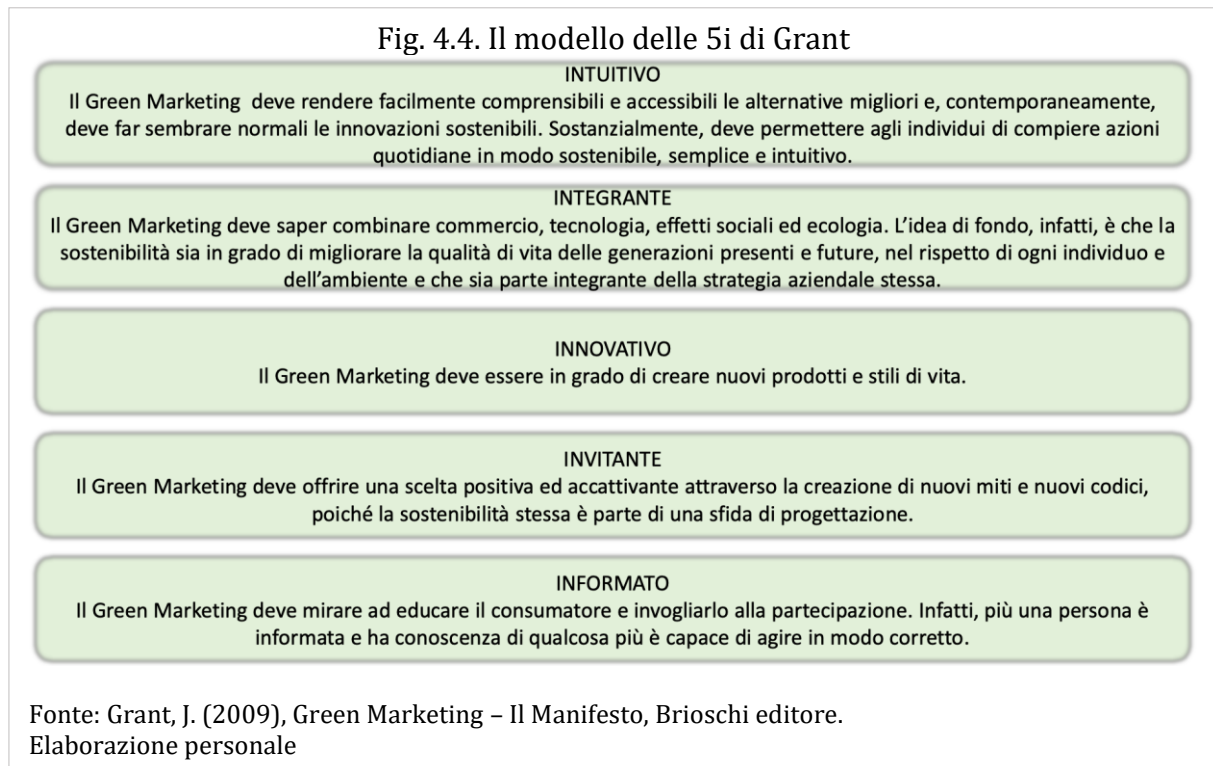 Fig. 4.4. Il modello delle 5i di Grant
INTUITIVO
Il Green Marketing deve rendere facilmente comprensibili e accessibili le alternative migliori e, contemporaneamente,
deve far sembrare normali le innovazioni sostenibili. Sostanzialmente, deve permettere agli individui di compiere azioni
quotidiane in modo sostenibile, semplice e intuitivo.
INTEGRANTE
Il Green Marketing deve saper combinare commercio, tecnologia, effetti sociali ed ecologia. L’idea di fondo, infatti, è che la
sostenibilità sia in grado di migliorare la qualità di vita delle generazioni presenti e future, nel rispetto di ogni individuo e
dell’ambiente e che sia parte integrante della strategia aziendale stessa.
INNOVATIVO
Il Green Marketing deve essere in grado di creare nuovi prodotti e stili di vita.
INVITANTE
Il Green Marketing deve offrire una scelta positiva ed accattivante attraverso la creazione di nuovi miti e nuovi codici,
poiché la sostenibilità stessa è parte di una sfida di progettazione.
INFORMATO
Il Green Marketing deve mirare ad educare il consumatore e invogliarlo alla partecipazione. Infatti, più una persona è
informata e ha conoscenza di qualcosa più è capace di agire in modo corretto.
Fonte: Grant, J. (2009), Green Marketing – Il Manifesto, Brioschi editore.
Elaborazione personale